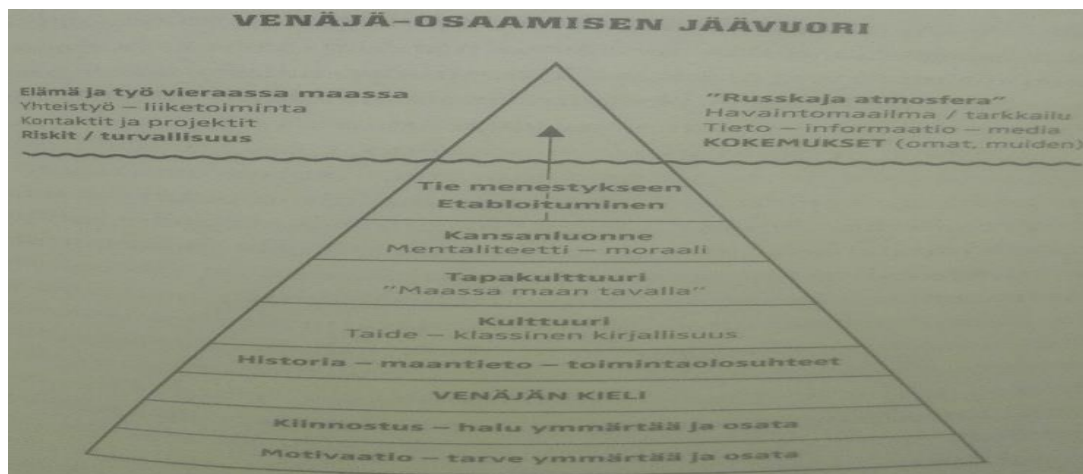 VENÄJÄ-OSAAMISEN JÄÄVUORI
Elämä ja työ vieraassa maassa
Yhteistyö – liiketoiminta
Kontaktit ja projektit
Riskit / turvallisuus
"Russkaja atmosfera"
Havaintomaailma / tarkkailu
Tieto – informaatio – media
KOKEMUKSET (omat, muiden)
Tie menestykseen
Etabloituminen
Kansanluonne
Mentaliteetti – moraali
Tapakulttuuri
"Maassa maan tavalla"
Kulttuuri
Taide – klassinen kirjallisuus
Historia – maantieto – toimintaolosuhteet
VENÄJÄN KIELI
Kiinnostus – halu ymmärtää ja osata
Motivaatio – tarve ymmärtää ja osata